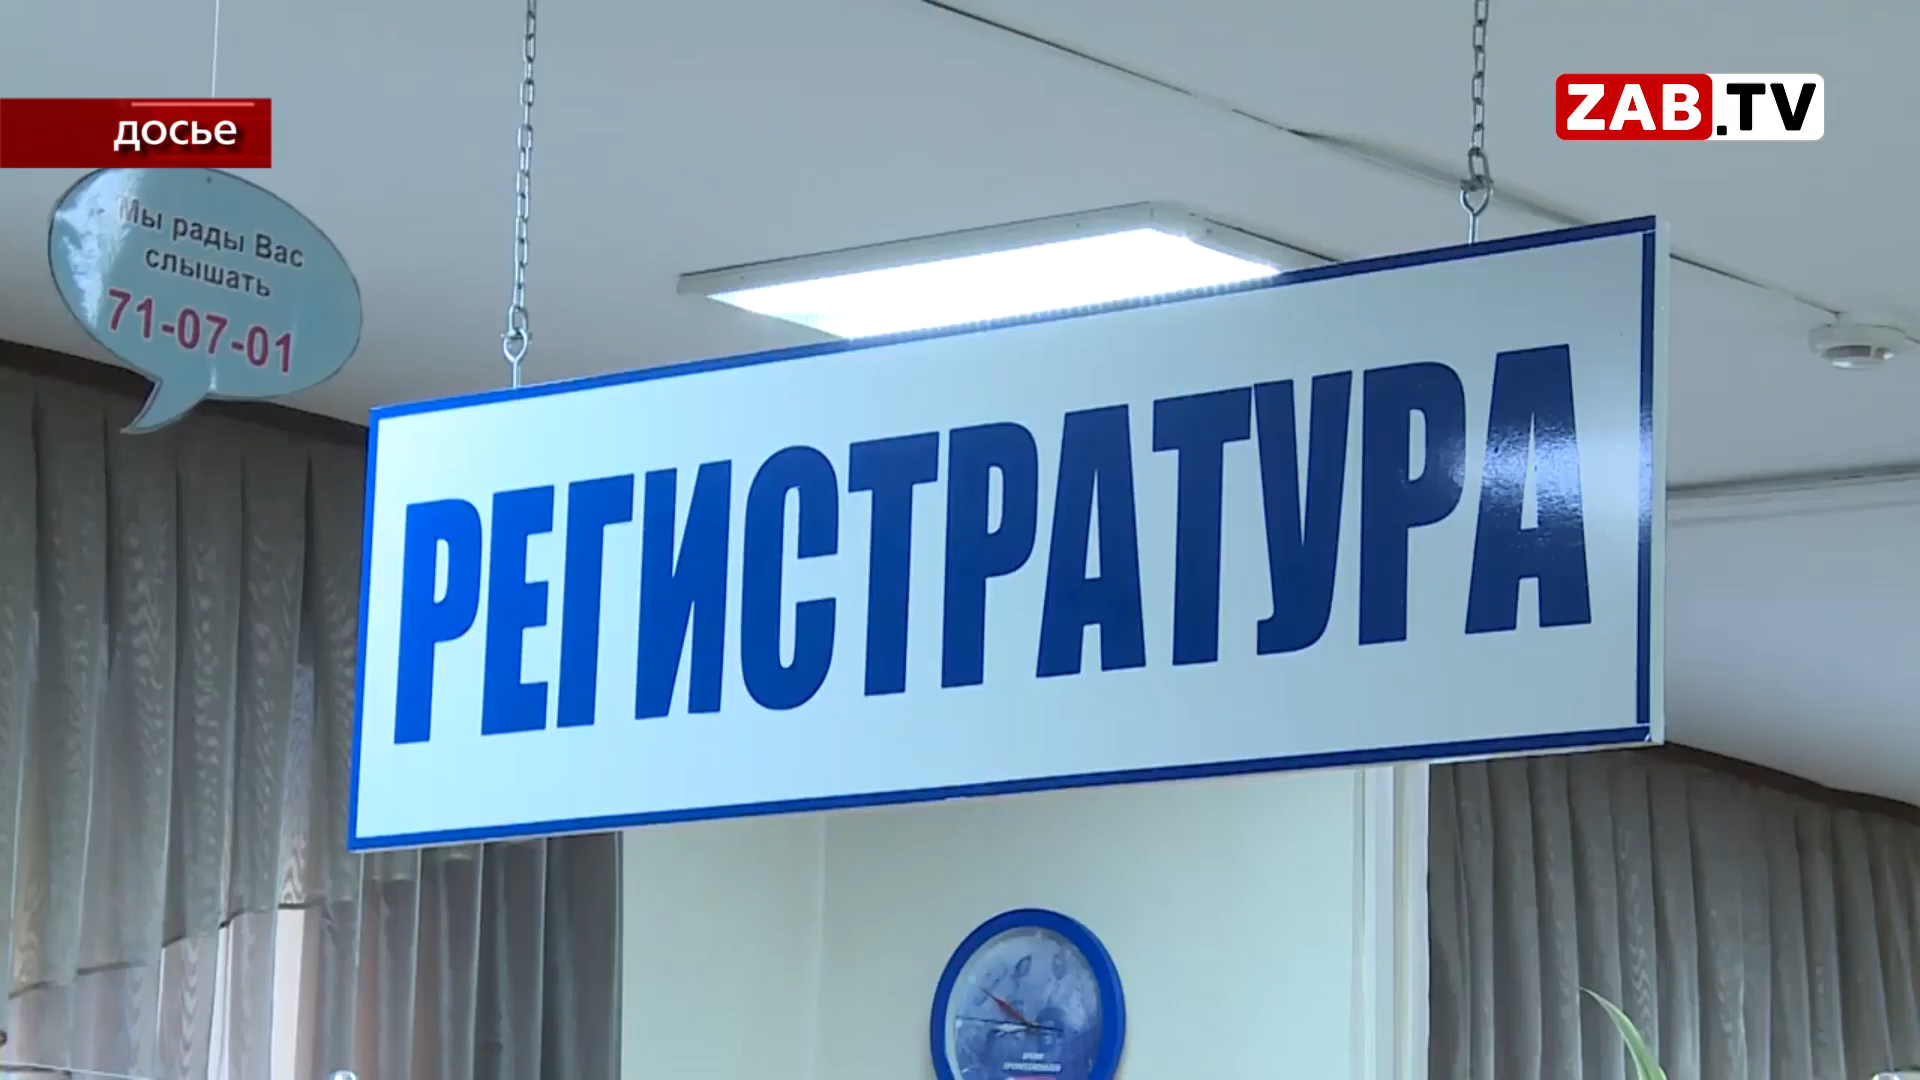 досье
ZAB.TV
Мы рады Вас
слышать
71-07-01
РЕГИСТРАТУРА